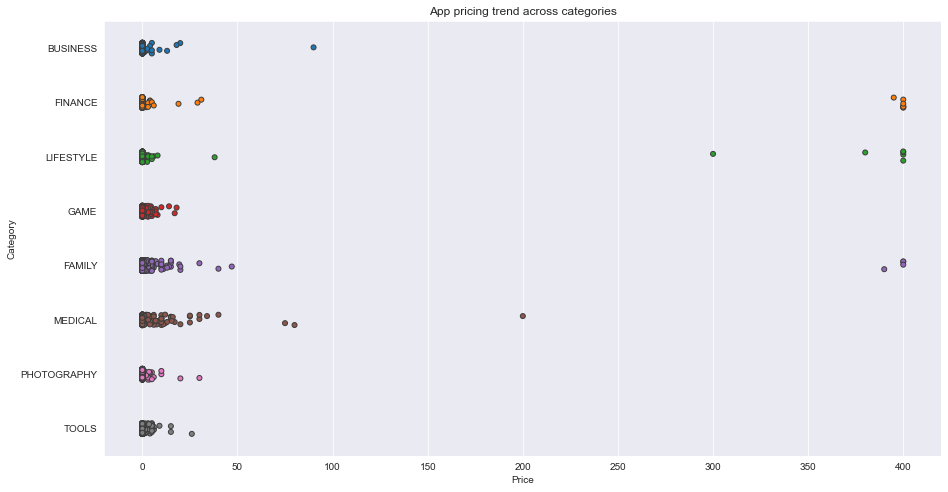 App pricing trend across categories
Category
BUSINESS
FINANCE
LIFESTYLE
GAME
FAMILY
MEDICAL
PHOTOGRAPHY
TOOLS
0 50 100 150 200 250 300 350 400
Price